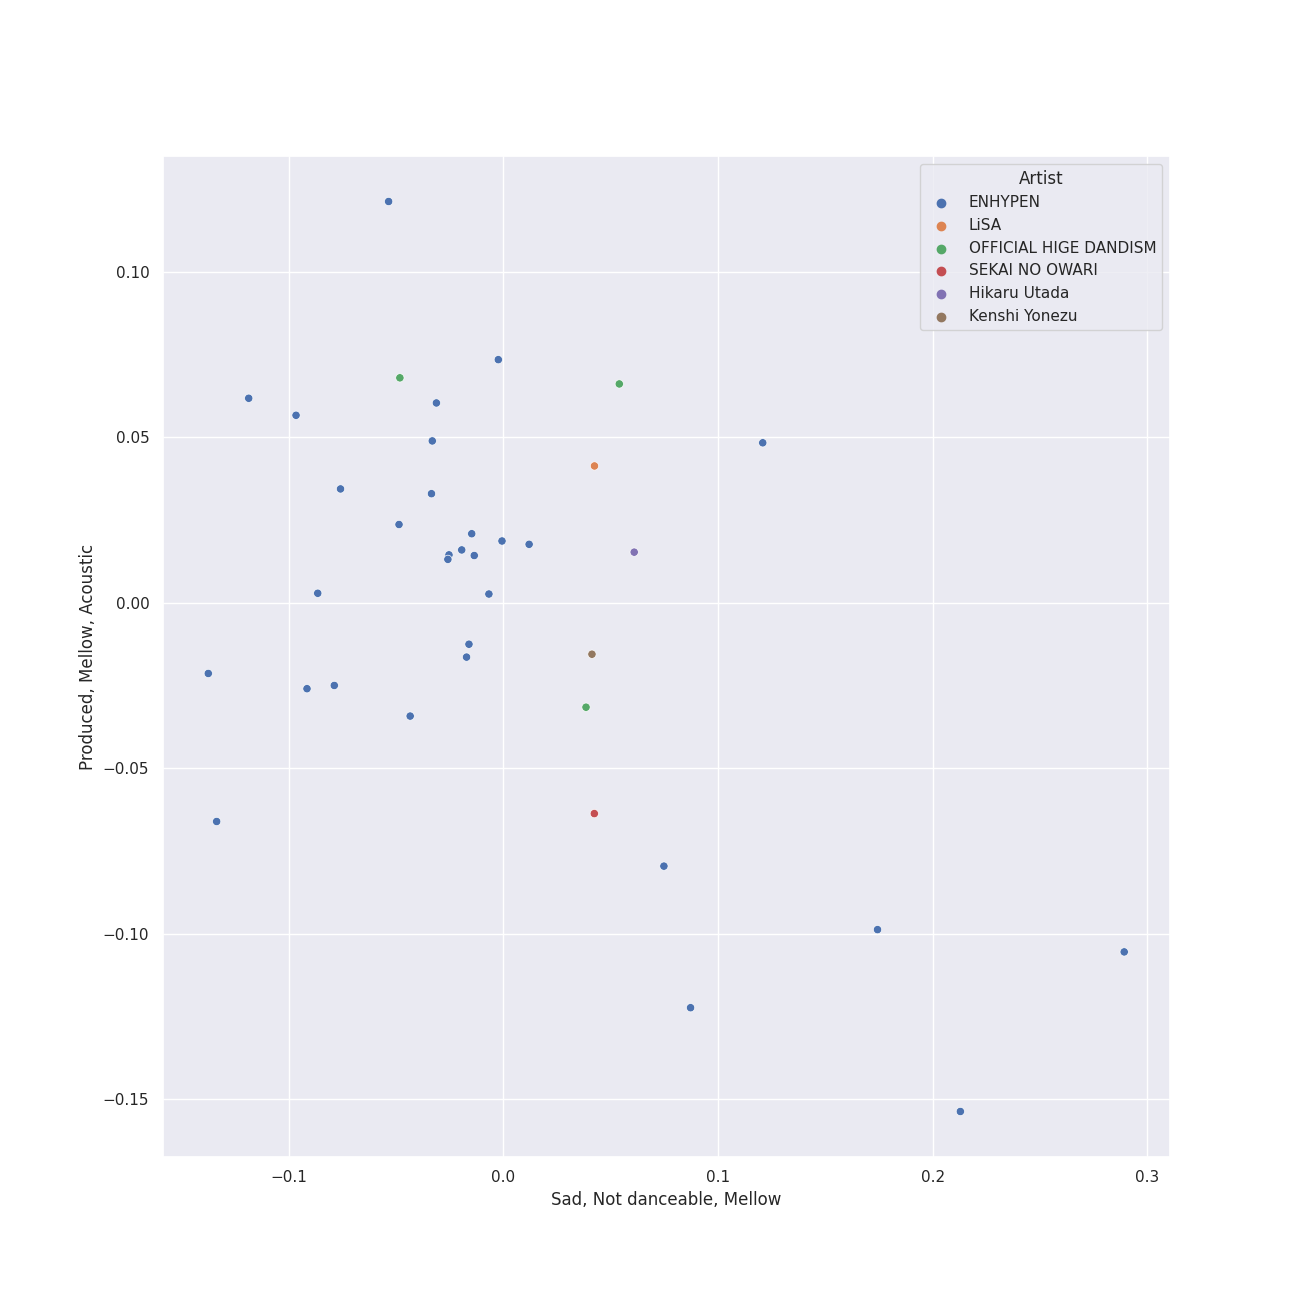 Artist
ENHYPEN
LiSA
OFFICIAL HIGE DANDISM
SEKAI NO OWARI
Hikaru Utada
Kenshi Yonezu
0.10
0.05
0.00
−0.05
−0.10
−0.15
Produced, Mellow, Acoustic
−0.1
0.0
0.1
0.2
0.3
Sad, Not danceable, Mellow